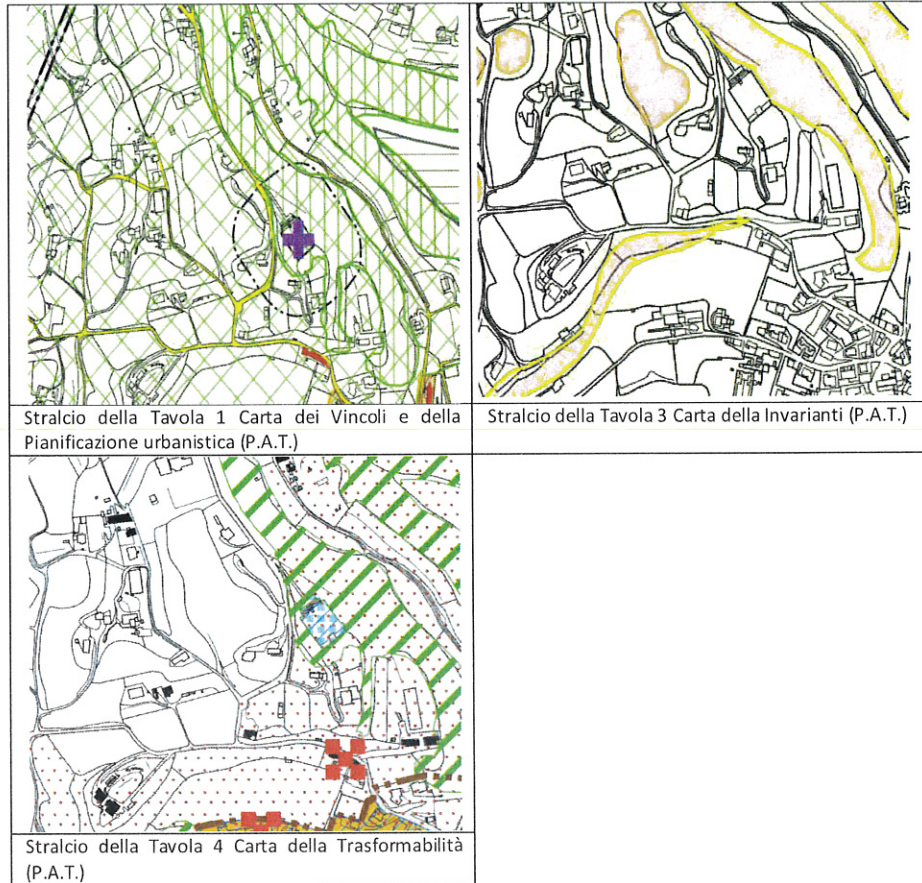 Stralcio della Tavola 1 Carta dei Vincoli e della
Pianificazione urbanistica (P.A.T.)
Stralcio della Tavola 3 Carta della Invarianti (P.A.T.)
Stralcio della Tavola 4 Carta della Trasformabilità
(P.A.T.)